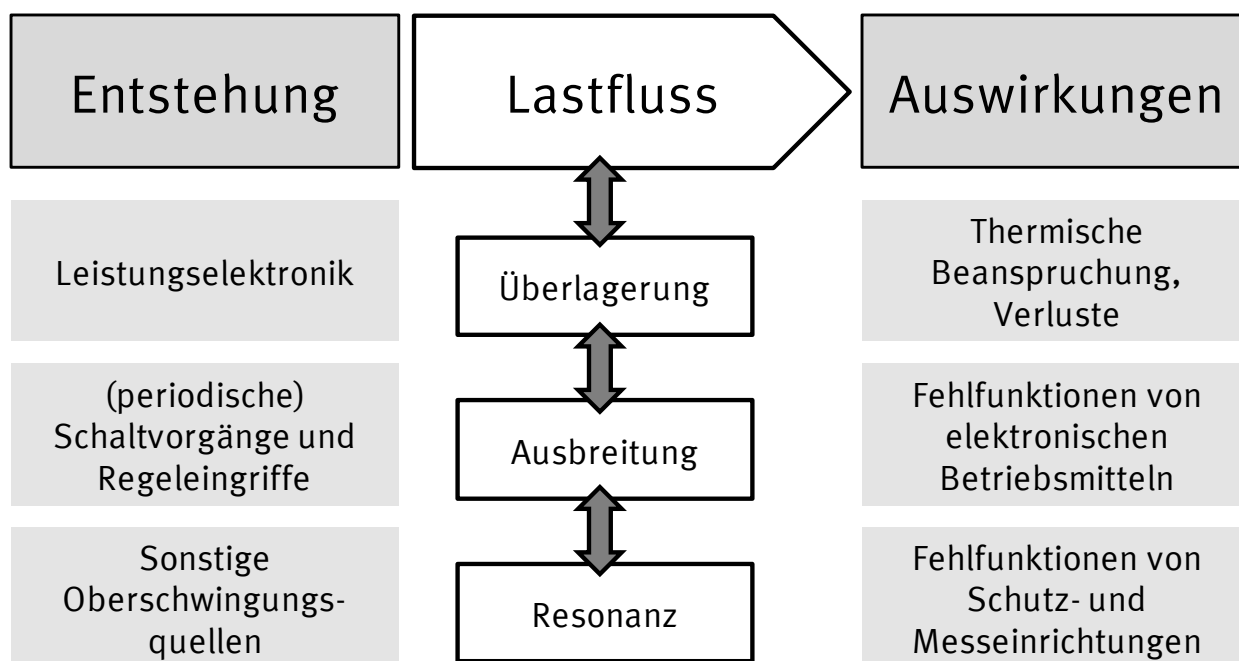 Entstehung
Lastfluss
Auswirkungen
Leistungselektronik
(periodische)
Schaltvorgänge und
Regeleingriffe
Sonstige
Oberschwingungs-
quellen
Überlagerung
Ausbreitung
Resonanz
Thermische
Beanspruchung,
Verluste
Fehlfunktionen von
elektronischen
Betriebsmitteln
Fehlfunktionen von
Schutz- und
Messeinrichtungen